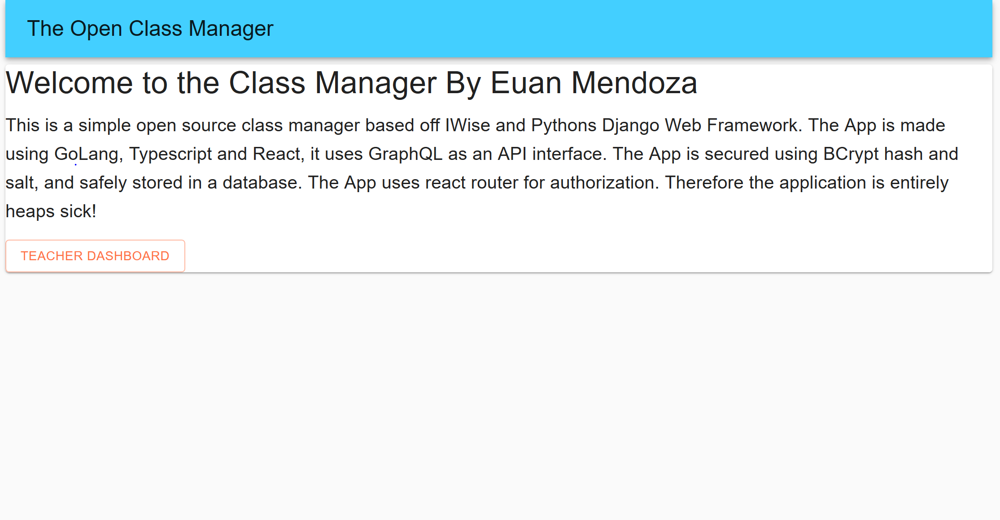 The Open Class Manager
Welcome to the Class Manager By Euan Mendoza
This is a simple open source class manager based off IWise and Pythons Django Web Framework. The App is made
using GoLang, Typescript and React, it uses GraphQL as an API interface. The App is secured using BCrypt hash and
salt, and safely stored in a database. The App uses react router for authorization. Therefore the application is entirely
heaps sick!
TEACHER DASHBOARD